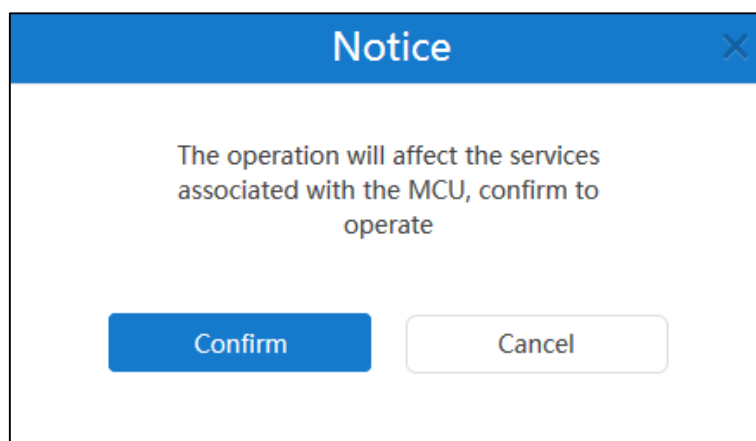 Notice
The operation will affect the services
associated with the MCU, confirm to
operate
Confirm
Cancel